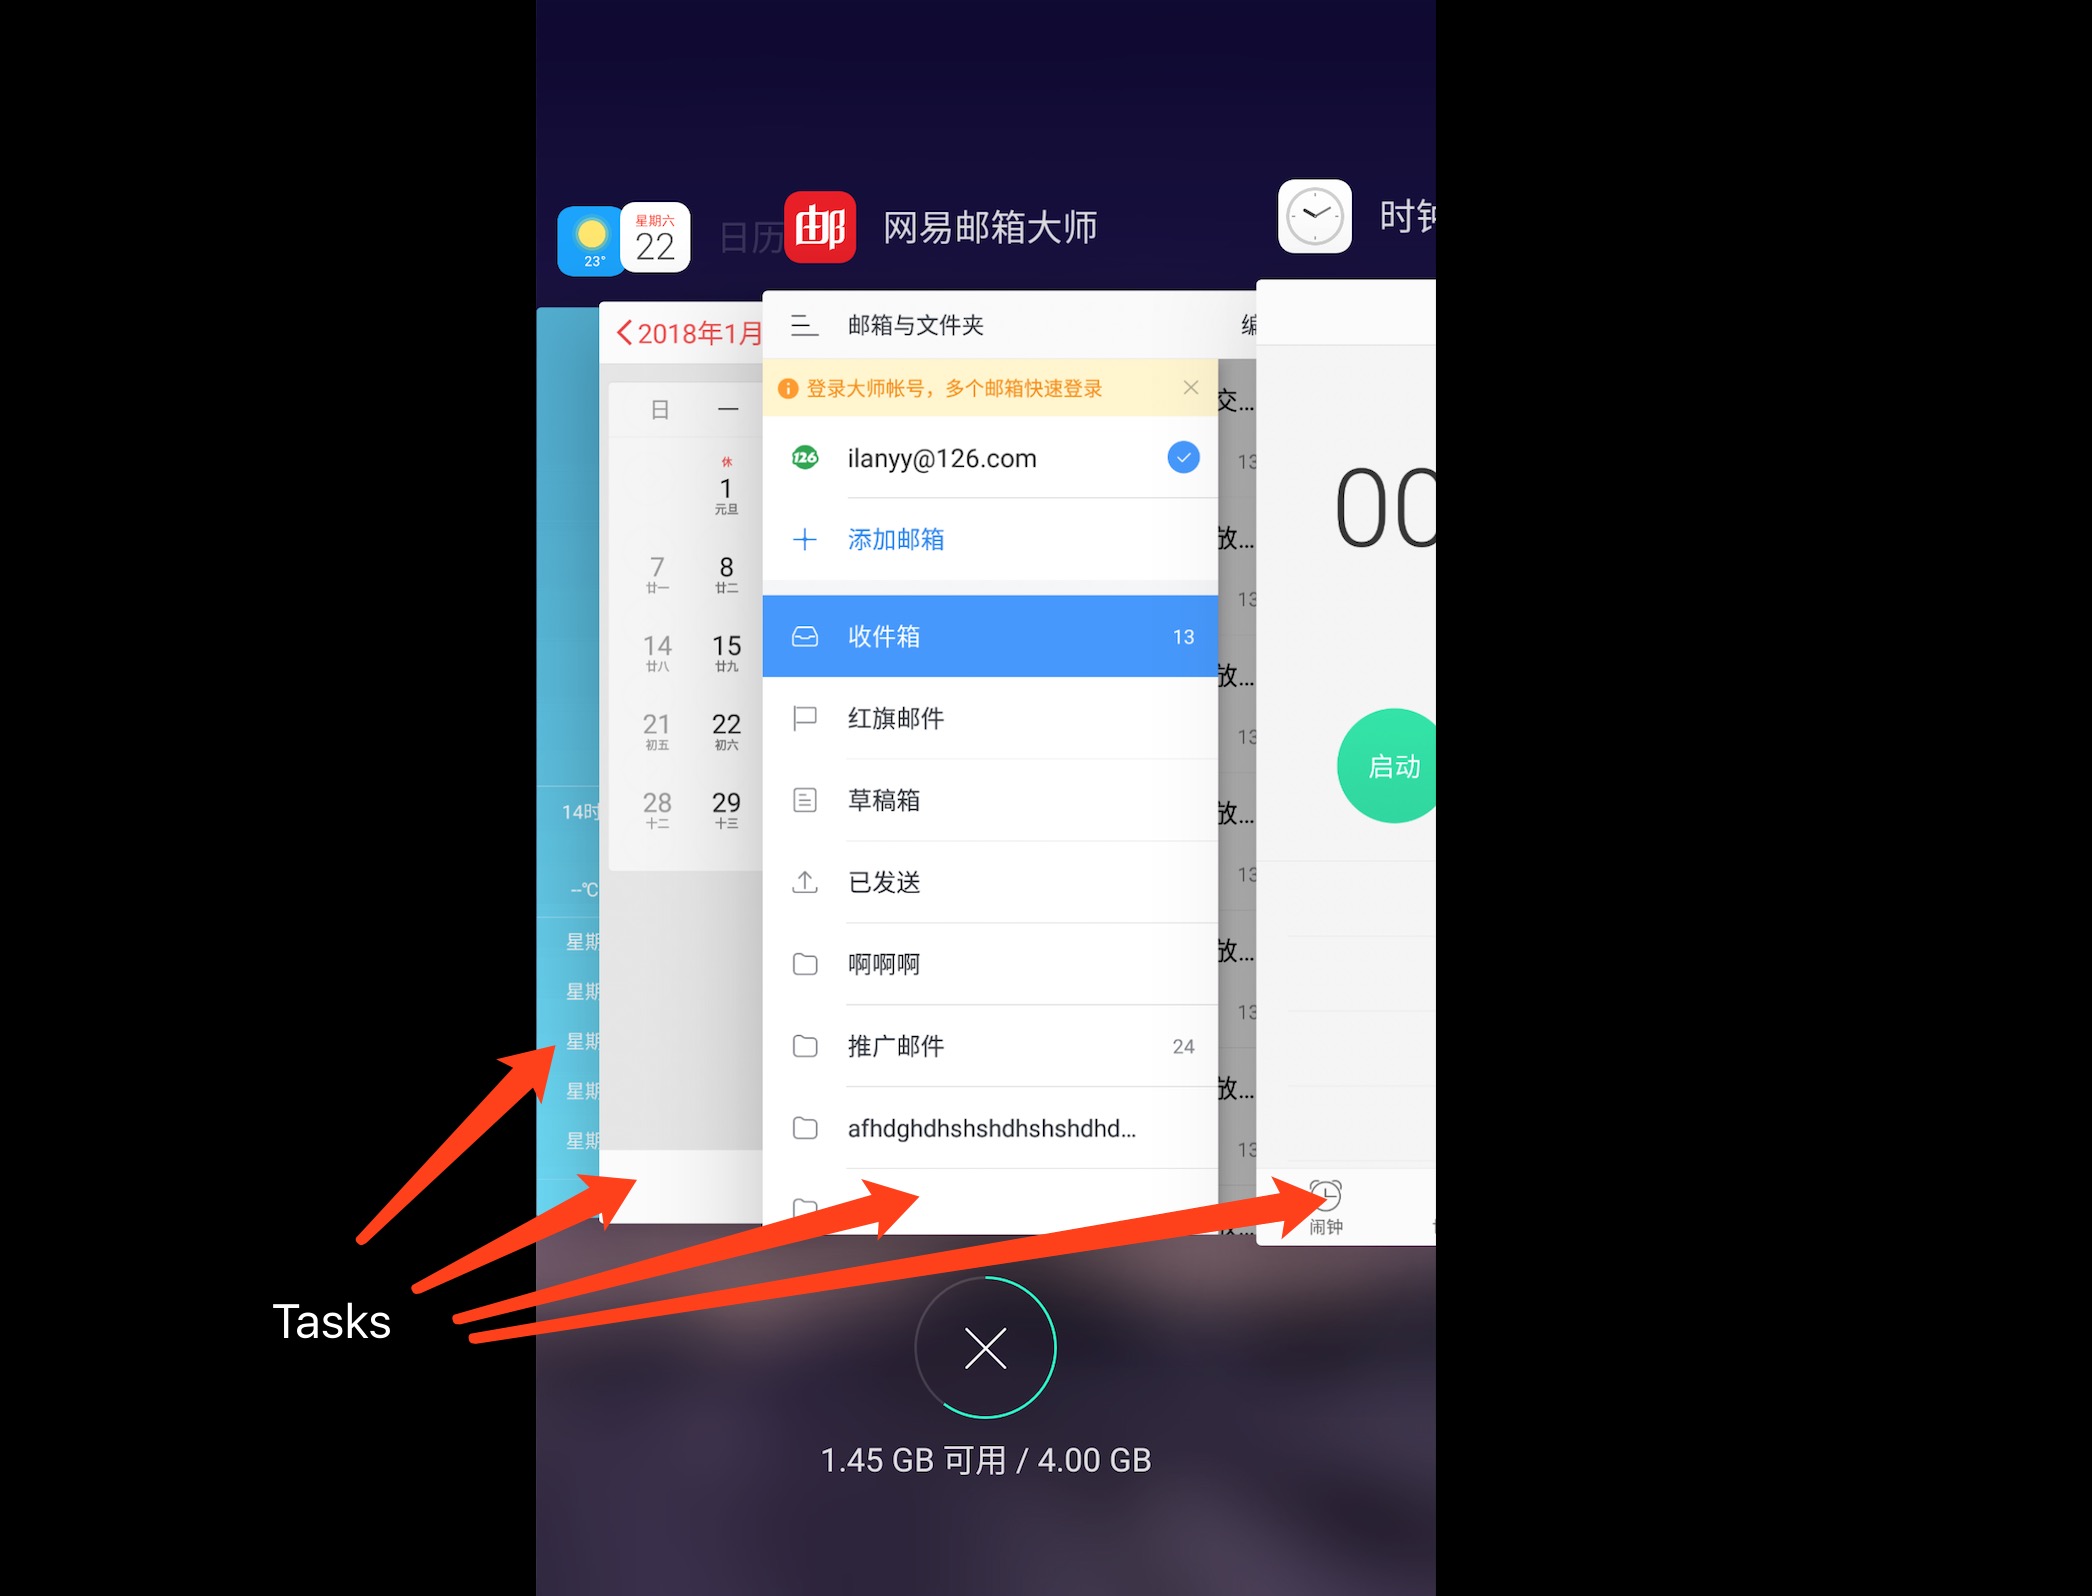 23°
星期六
22
日历
邮
网易邮箱大师
时钟
2018年1月
日 一
休
1
元旦
7 8
廿一 廿二
14 15
廿八 廿九
21 22
初五 初六
28 29
十二 十三
14时
--°C
星期
星期
星期
星期
星期
邮箱与文件夹
编
登录大师帐号，多个邮箱快速登录
126
ilanyy@126.com
添加邮箱
收件箱 13
红旗邮件
草稿箱
已发送
啊啊啊
推广邮件 24
afhdghdhshshdhshshdhd...
交...
13
放...
13
放...
13
放...
13
放...
13
放...
13
00
启动
闹钟
Tasks
1.45 GB 可用 / 4.00 GB